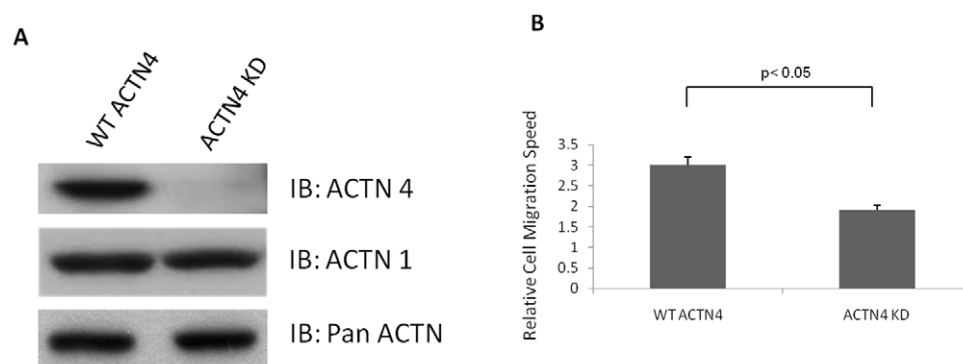 A
WT ACTN4
ACTN4 KD
IB: ACTN 4
IB: ACTN 1
IB: Pan ACTN
B
p< 0.05
Relative Cell Migration Speed
3.5
3
2.5
2
1.5
1
0.5
0
WT ACTN4
ACTN4 KD